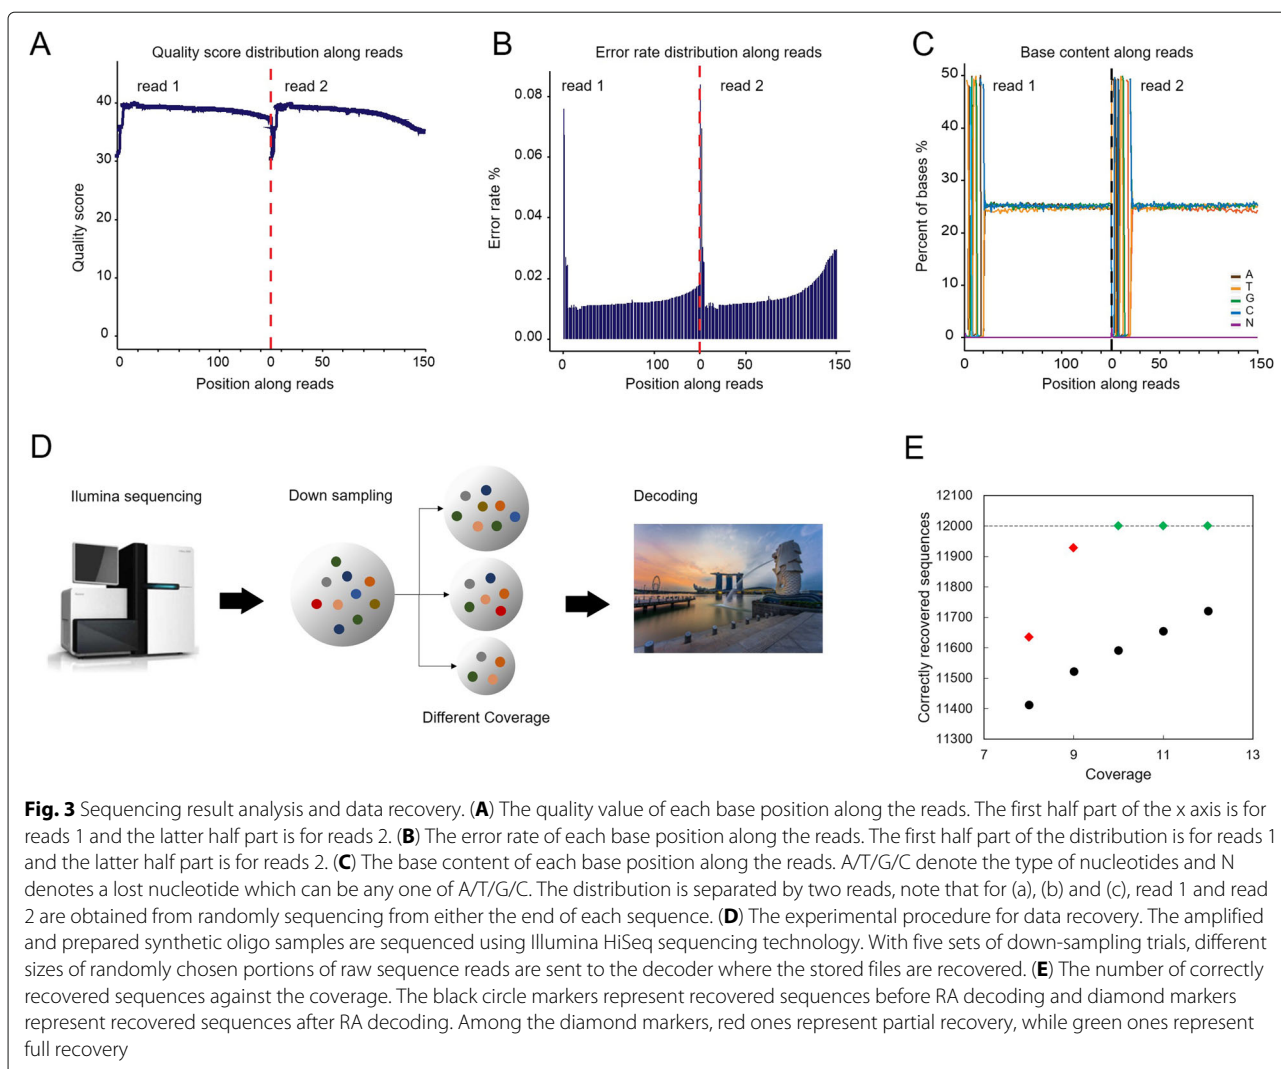 A
Quality score distribution along reads
read 1
read 2
40
30
20
10
0
Quality score
0
100
0
50
150
Position along reads
B
Error rate distribution along reads
read 1
read 2
0.08
0.06
0.04
0.02
0.00
Error rate %
0
100
0
50
150
Position along reads
C
Base content along reads
read 1
read 2
50
40
30
20
10
0
Percent of bases %
A
T
G
C
N
0
100
0
50
150
Position along reads
D
Ilumina sequencing
Down sampling
Decoding
Different Coverage
E
12100
12000
11900
11800
11700
11600
11500
11400
11300
Correctly recovered sequences
7
9
11
13
Coverage
Fig. 3 Sequencing result analysis and data recovery. (A) The quality value of each base position along the reads. The first half part of the x axis is for
reads 1 and the latter half part is for reads 2. (B) The error rate of each base position along the reads. The first half part of the distribution is for reads 1
and the latter half part is for reads 2. (C) The base content of each base position along the reads. A/T/G/C denote the type of nucleotides and N
denotes a lost nucleotide which can be any one of A/T/G/C. The distribution is separated by two reads, note that for (a), (b) and (c), read 1 and read
2 are obtained from randomly sequencing from either the end of each sequence. (D) The experimental procedure for data recovery. The amplified
and prepared synthetic oligo samples are sequenced using Illumina HiSeq sequencing technology. With five sets of down-sampling trials, different
sizes of randomly chosen portions of raw sequence reads are sent to the decoder where the stored files are recovered. (E) The number of correctly
recovered sequences against the coverage. The black circle markers represent recovered sequences before RA decoding and diamond markers
represent recovered sequences after RA decoding. Among the diamond markers, red ones represent partial recovery, while green ones represent
full recovery